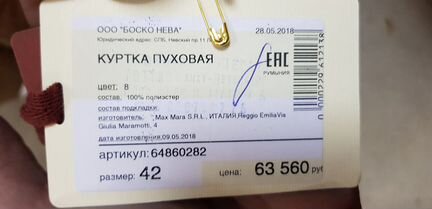 ООО "БОСКО НЕВА" 28.05.2018
Юридический адрес: СПБ, Невский пр.11
КУРТКА ПУХОВАЯ
EAC
РУМЫНИЯ
цвет: 8
состав: 100% полиэстер
состав подкладки:
изготовитель: Max Mara S.R.L., ИТАЛИЯ, Reggio EmiliaVia
Giulia Maramotti, 4
дата изготовления: 09.05.2018
артикул: 64860282
размер: 42 цена: 63 560 руб